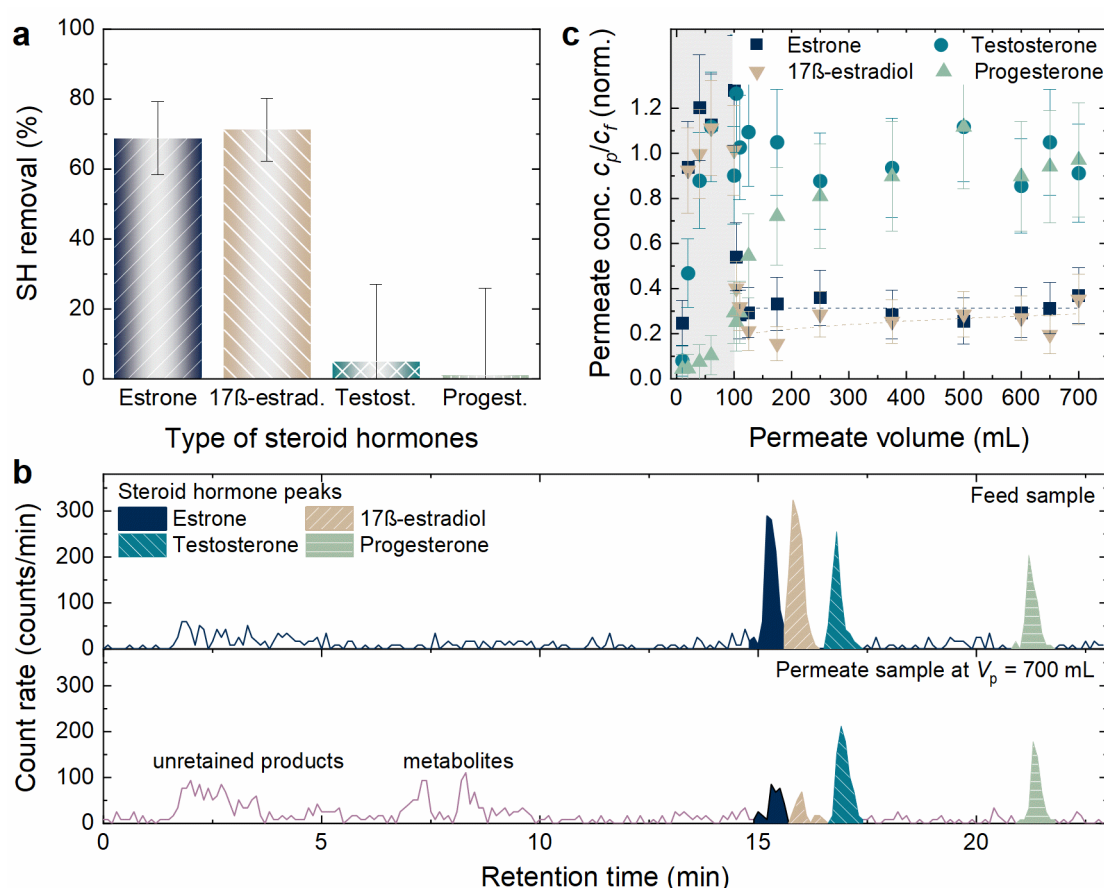 a
100
80
60
40
20
0
SH removal (%)
Estrone 17ß-estrad. Testost. Progest.
Type of steroid hormones
c
Estrone Testosterone
17ß-estradiol Progesterone
1.2
1.0
0.8
0.6
0.4
0.2
0.0
Permeate conc. cp/cf (norm.)
0 100 200 300 400 500 600 700
Permeate volume (mL)
b
Steroid hormone peaks
Estrone 17ß-estradiol
Testosterone Progesterone
Feed sample
300
200
100
0
Permeate sample at Vp = 700 mL
300
200
100
0
unretained products metabolites
Count rate (counts/min)
0 5 10 15 20
Retention time (min)